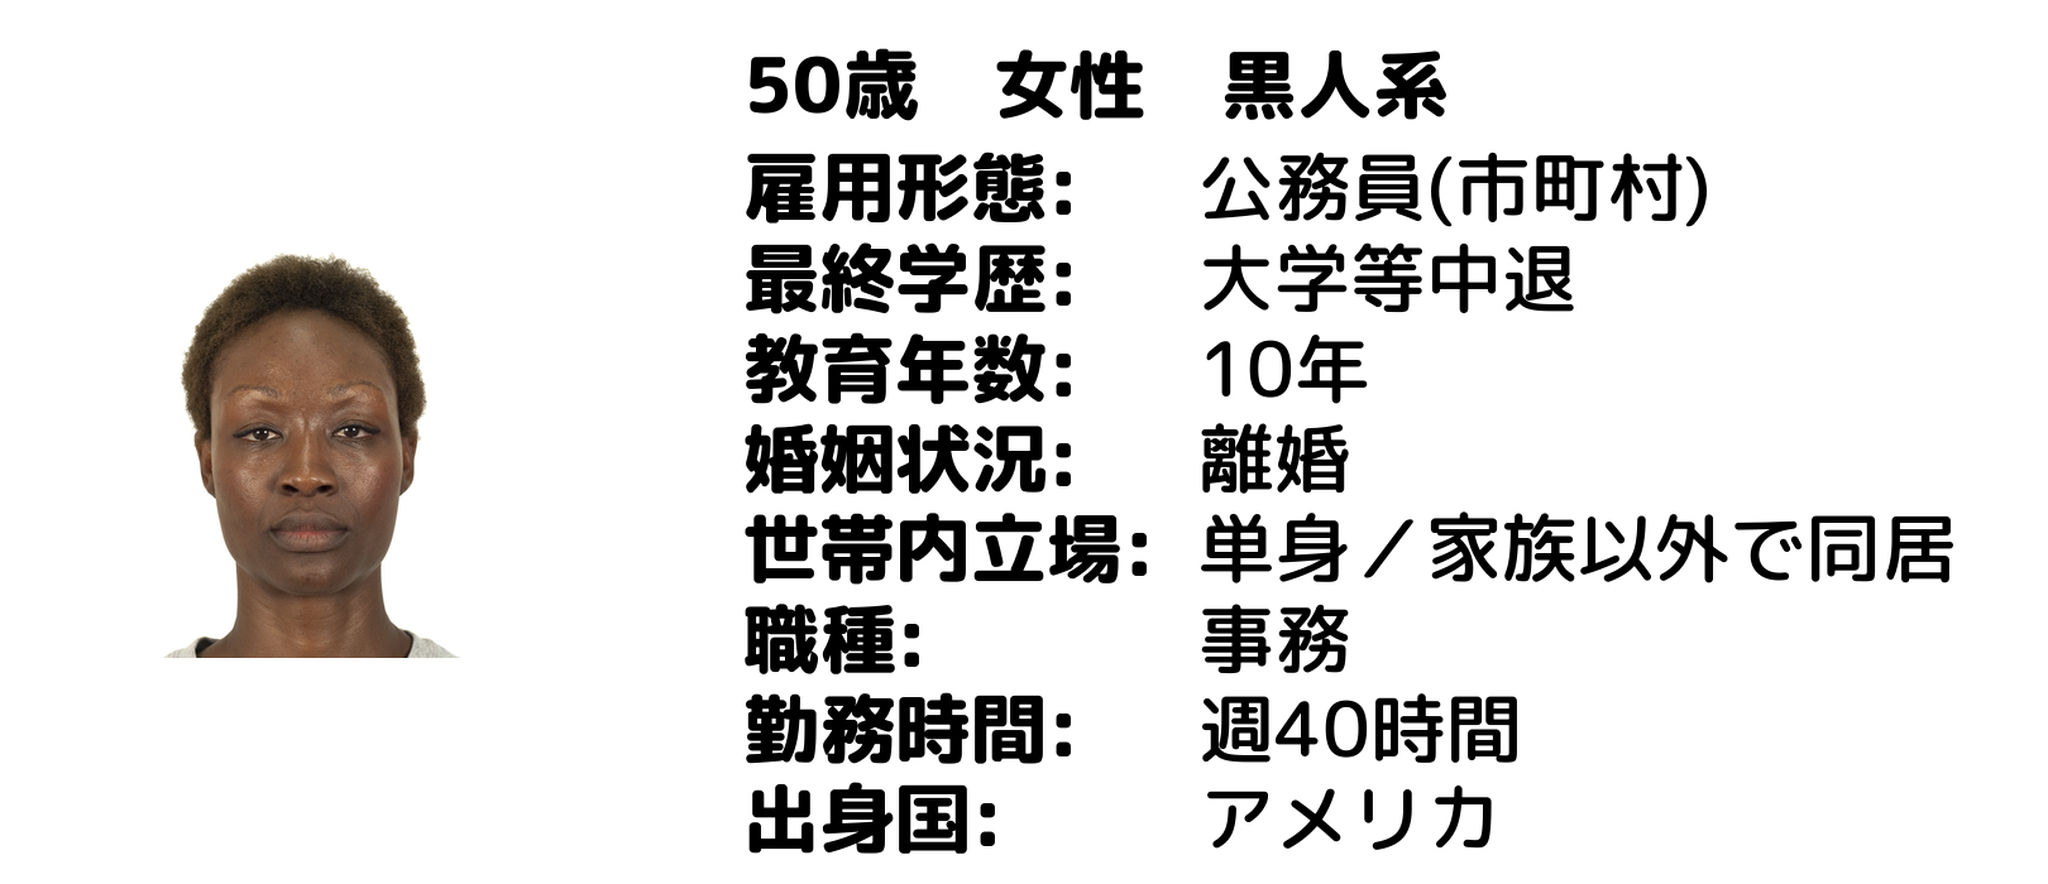 50歳　女性　黒人系
雇用形態:　公務員(市町村)
最終学歴:　大学等中退
教育年数:　10年
婚姻状況:　離婚
世帯内立場:　単身／家族以外で同居
職種:　事務
勤務時間:　週40時間
出身国:　アメリカ